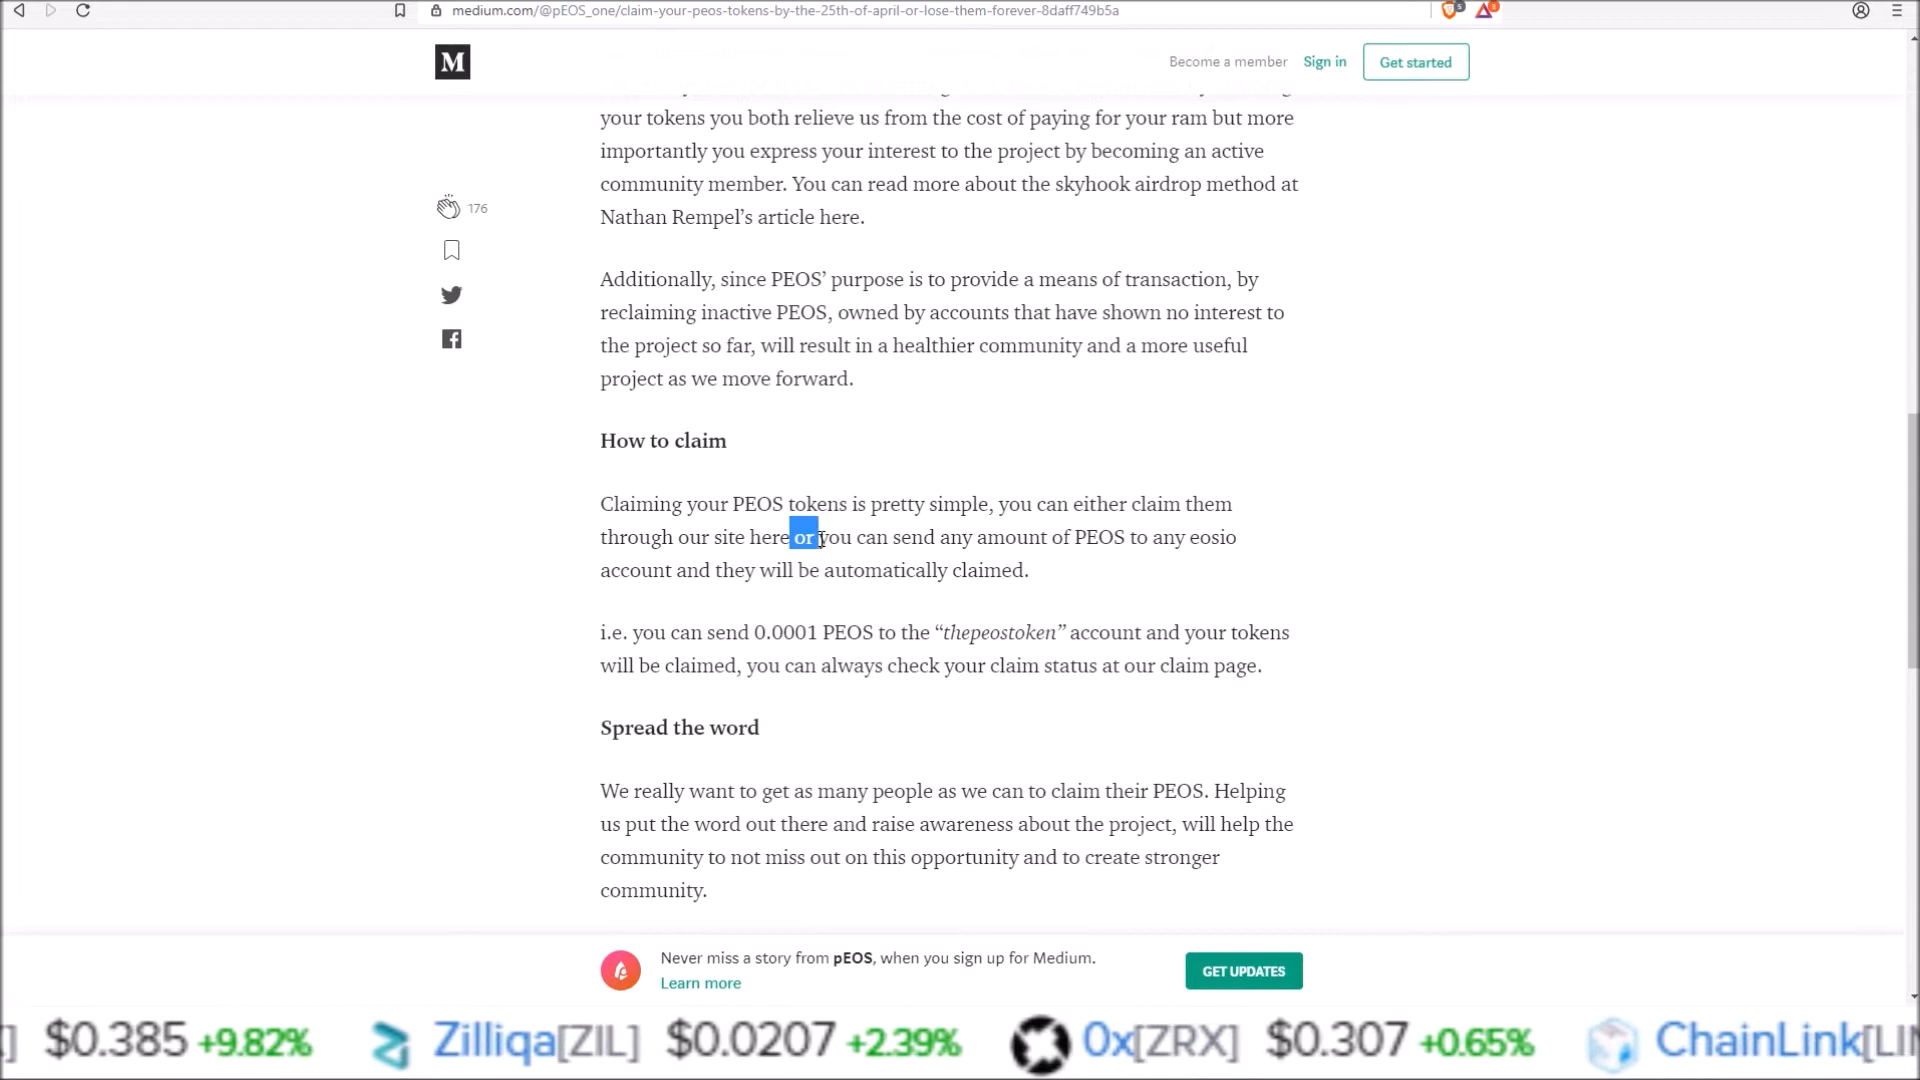 medium.com/@pEOS_one/claim-your-peos-tokens-by-the-25th-of-april-or-lose-them-forever-8daff749b5a
M
Become a member Sign in Get started
your tokens you both relieve us from the cost of paying for your ram but more
importantly you express your interest to the project by becoming an active
community member. You can read more about the skyhook airdrop method at
Nathan Rempel’s article here.
176
Additionally, since PEOS’ purpose is to provide a means of transaction, by
reclaiming inactive PEOS, owned by accounts that have shown no interest to
the project so far, will result in a healthier community and a more useful
project as we move forward.
How to claim
Claiming your PEOS tokens is pretty simple, you can either claim them
through our site here or you can send any amount of PEOS to any eosio
account and they will be automatically claimed.
i.e. you can send 0.0001 PEOS to the “thepeostoken” account and your tokens
will be claimed, you can always check your claim status at our claim page.
Spread the word
We really want to get as many people as we can to claim their PEOS. Helping
us put the word out there and raise awareness about the project, will help the
community to not miss out on this opportunity and to create stronger
community.
Never miss a story from pEOS, when you sign up for Medium.
Learn more
GET UPDATES
] $0.385 +9.82% Zilliqa[ZIL] $0.0207 +2.39% 0x[ZRX] $0.307 +0.65% ChainLink[LIN